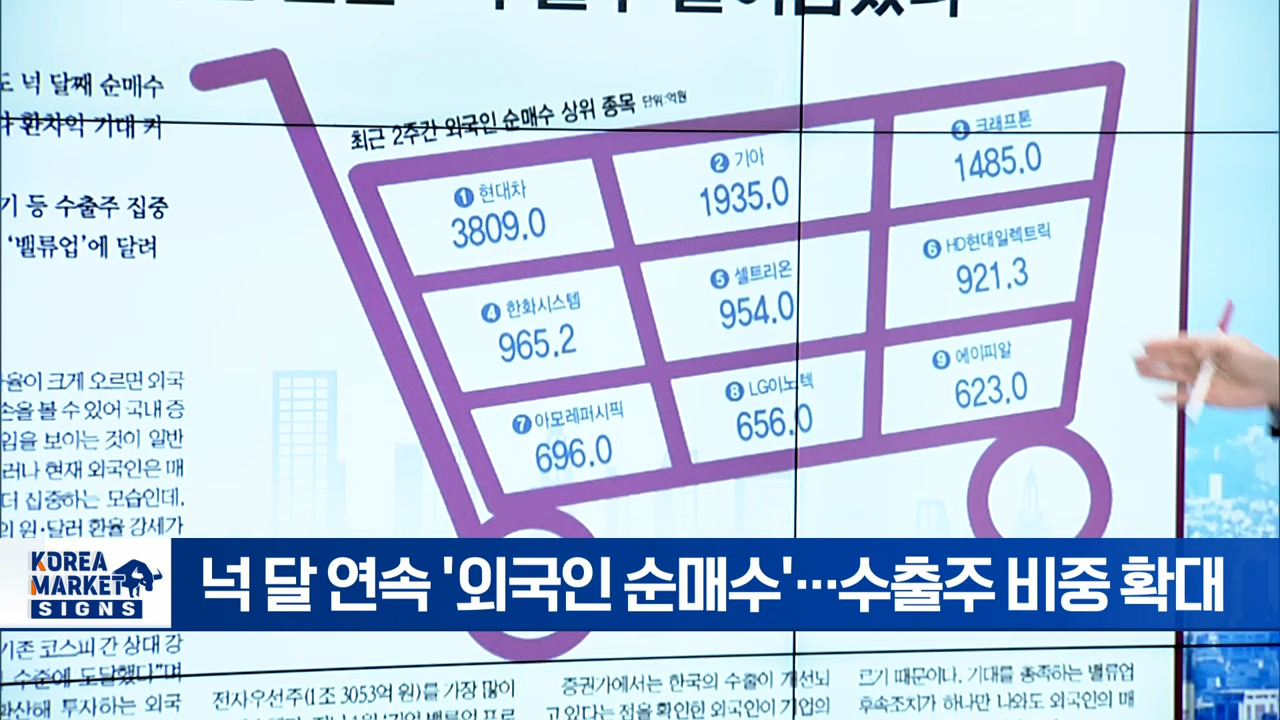 도 넉 달째 순매수
환차익 기대 커
기 등 수출주 집중
‘밸류업’에 달려
최근 2주간 외국인 순매수 상위 종목 단위:억원
1 현대차
3809.0
2 기아
1935.0
3 크래프톤
1485.0
4 한화시스템
965.2
5 셀트리온
954.0
6 HD현대일렉트릭
921.3
7 아모레퍼시픽
696.0
8 LG이노텍
656.0
9 에이피알
623.0
율이 크게 오르면 외국
손을 볼 수 있어 국내 증
임을 보이는 것이 일반
러나 현재 외국인은 매
더 집중하는 모습인데,
의 원·달러 환율 강세가
KOREA
MARKET
SIGNS
넉 달 연속 '외국인 순매수'…수출주 비중 확대
기존 코스피 간 상대 강
수준에 도달했다”며
확산해 투자하는 외국
전자우선주(1조 3053억 원)를 가장 많이
증권가에서는 한국의 수출이 개선되
고 있다는 점을 확인한 외국인이 기업의
르기 때문이다. 기대를 충족하는 밸류업
후속조치가 하나만 나와도 외국인의 매